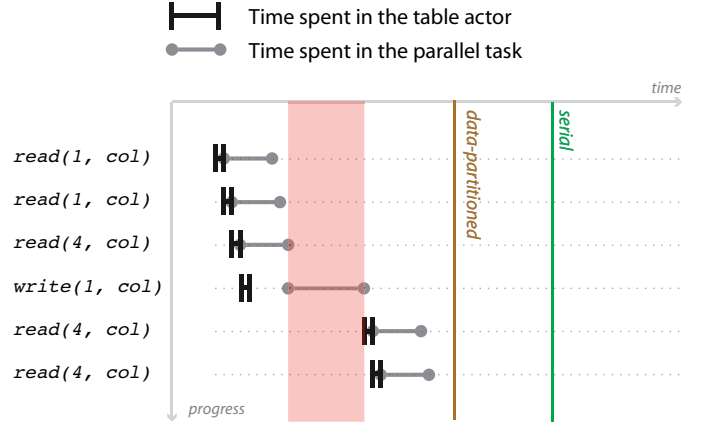 Time spent in the table actor
Time spent in the parallel task
time
data-partitioned
serial
read(1, col)
read(1, col)
read(4, col)
write(1, col)
read(4, col)
read(4, col)
progress